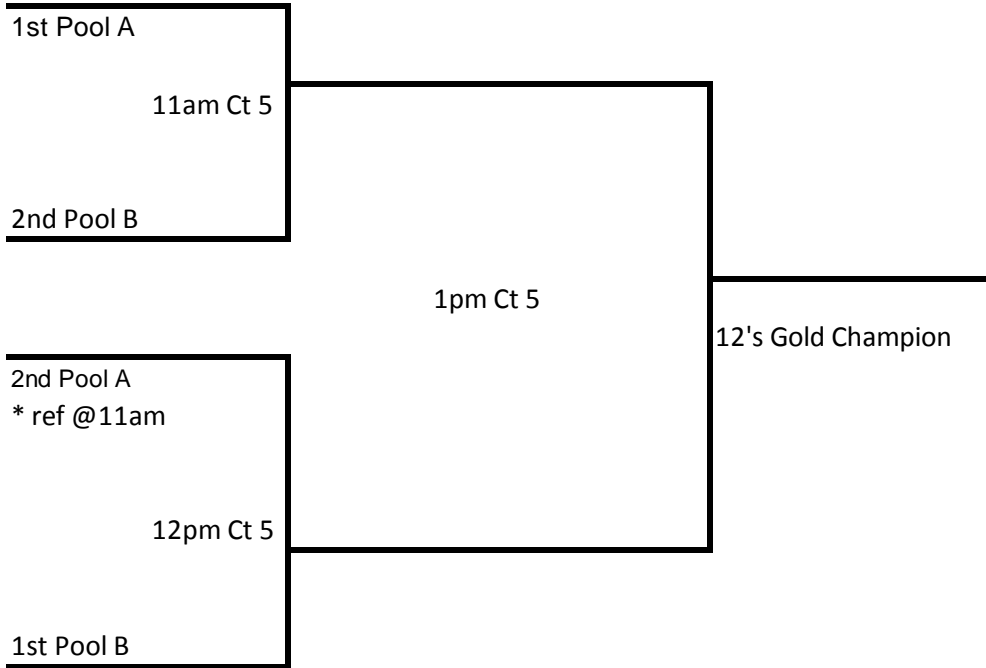 1st Pool A
11am Ct 5
2nd Pool B
1pm Ct 5
12's Gold Champion
2nd Pool A
* ref @11am
12pm Ct 5
1st Pool B